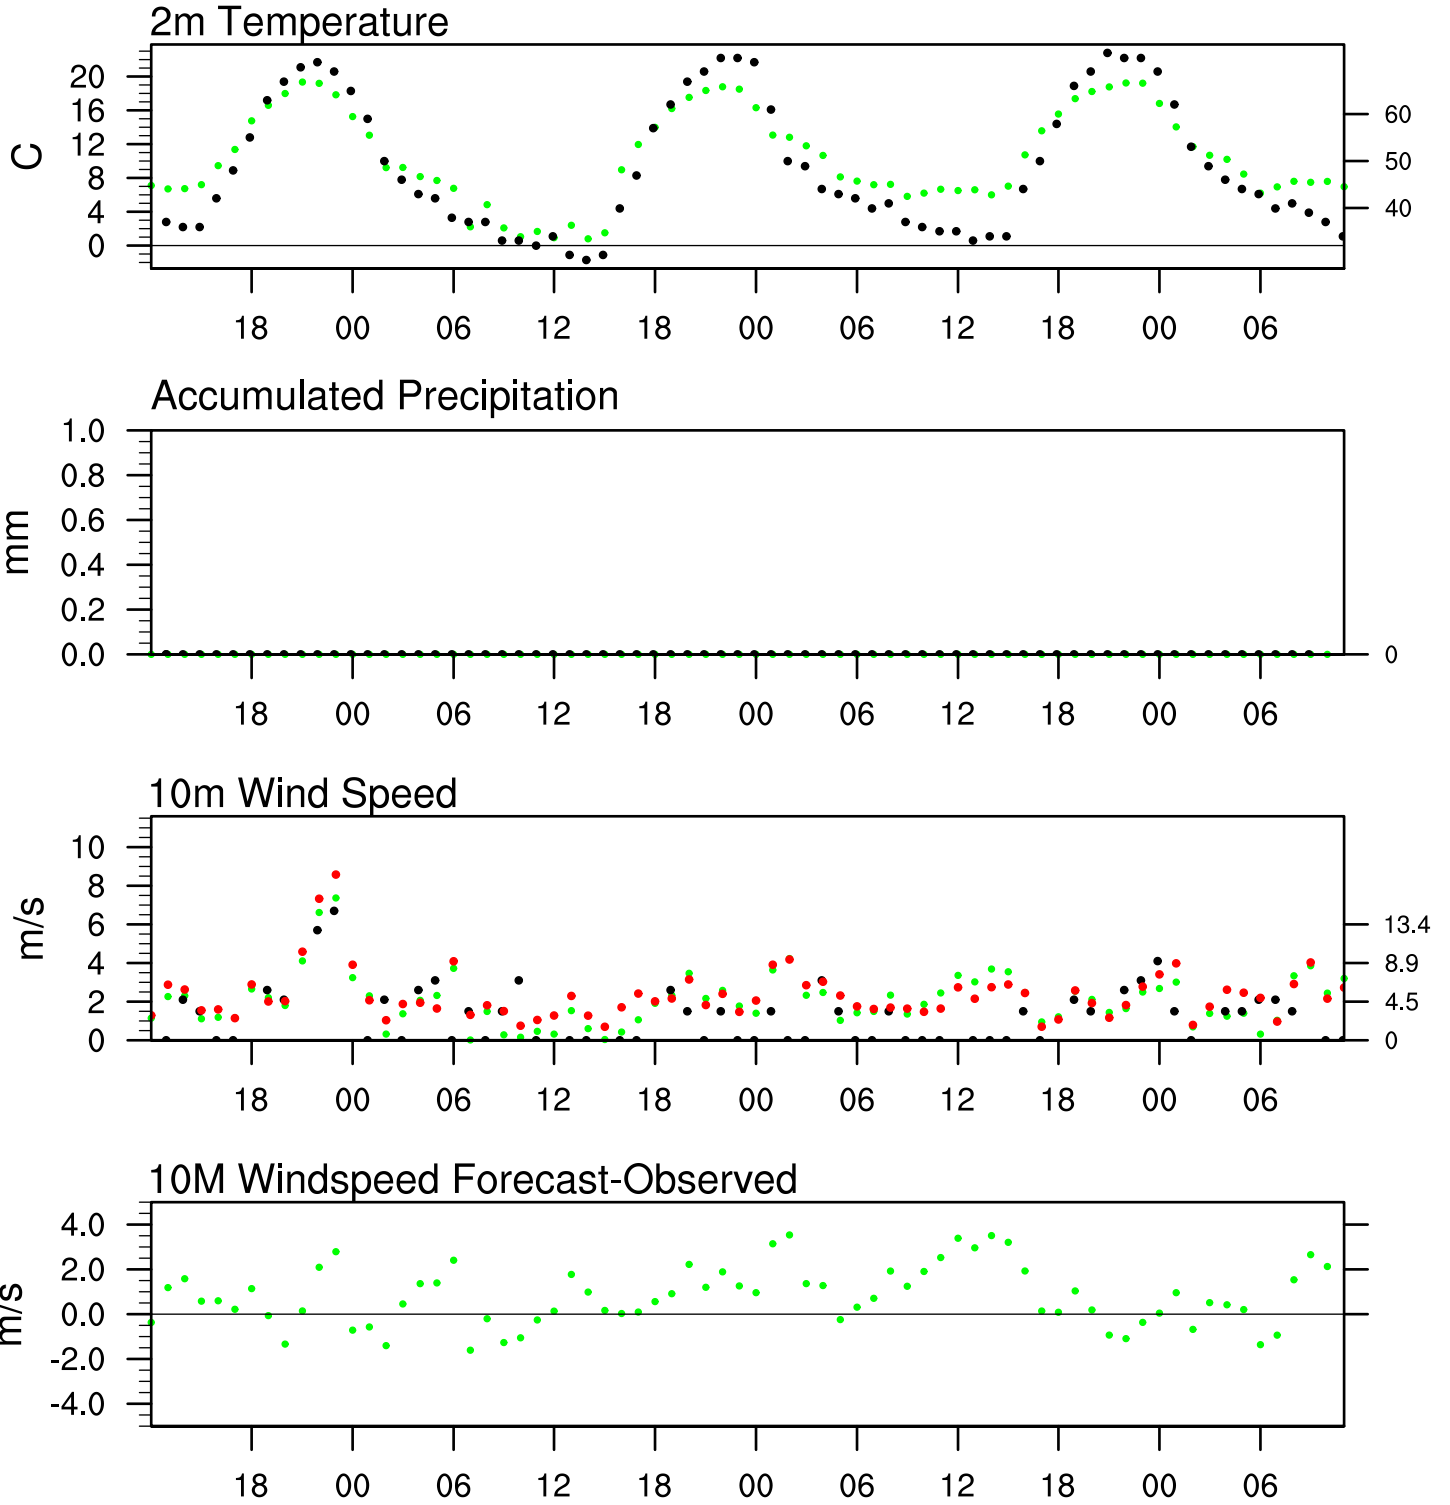 2m Temperature
20
16
12
8
4
0
C
60
50
40
18 00 06 12 18 00 06 12 18 00 06
Accumulated Precipitation
1.0
0.8
0.6
0.4
0.2
0.0
mm
0
18 00 06 12 18 00 06 12 18 00 06
10m Wind Speed
10
8
6
4
2
0
m/s
13.4
8.9
4.5
0
18 00 06 12 18 00 06 12 18 00 06
10M Windspeed Forecast-Observed
4.0
2.0
0.0
-2.0
-4.0
m/s
18 00 06 12 18 00 06 12 18 00 06